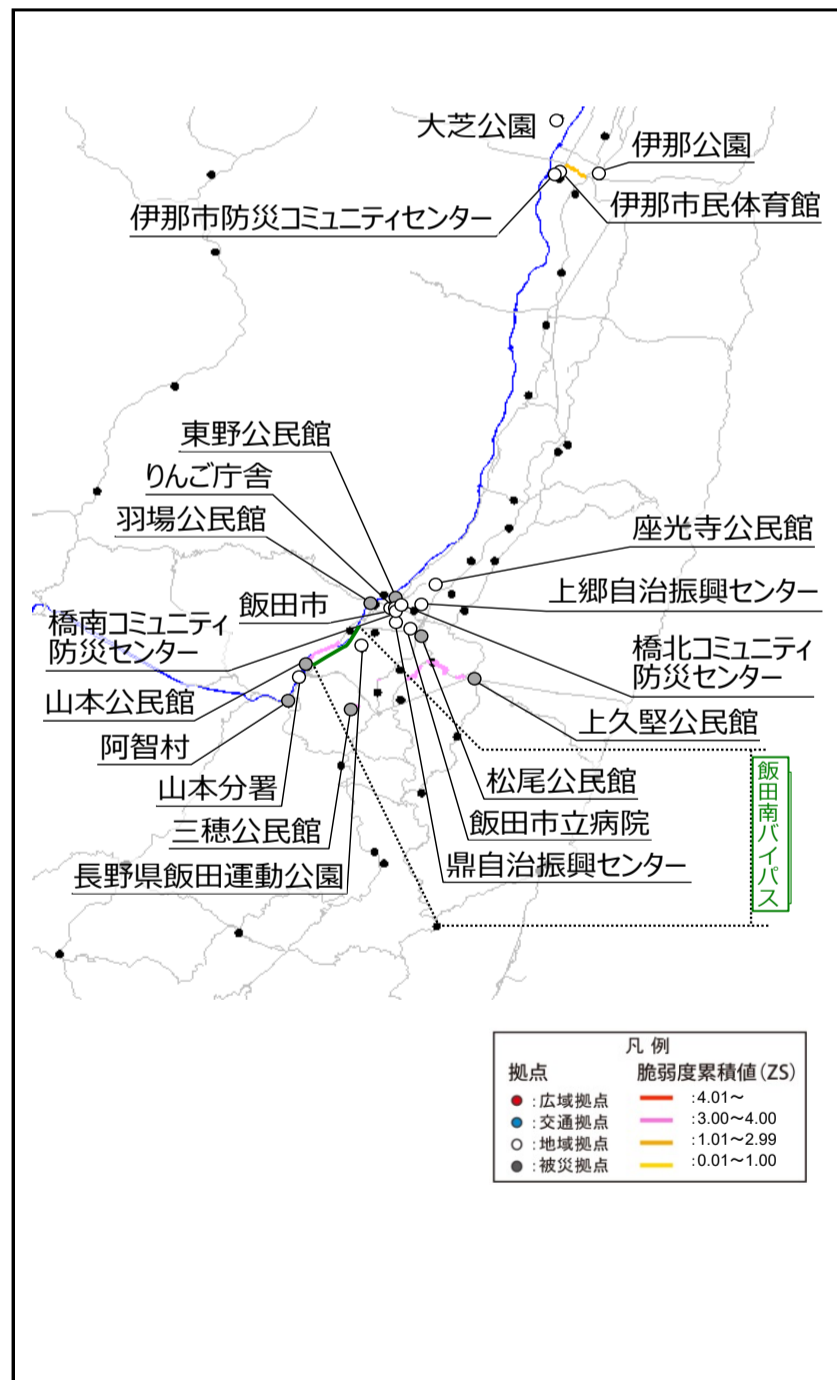 大芝公園
伊那公園
伊那市防災コミュニティセンター
伊那市民体育館
東野公民館
りんご庁舎
羽場公民館
座光寺公民館
飯田市
上郷自治振興センター
橋南コミュニティ
防災センター
橋北コミュニティ
防災センター
山本公民館
上久堅公民館
阿智村
松尾公民館
山本分署
飯田市立病院
三穂公民館
鼎自治振興センター
長野県飯田運動公園
飯田南バイパス
凡 例
拠点
脆弱度累積値(ZS)
:広域拠点
:4.01～
:交通拠点
:3.00～4.00
:地域拠点
:1.01～2.99
:被災拠点
:0.01～1.00